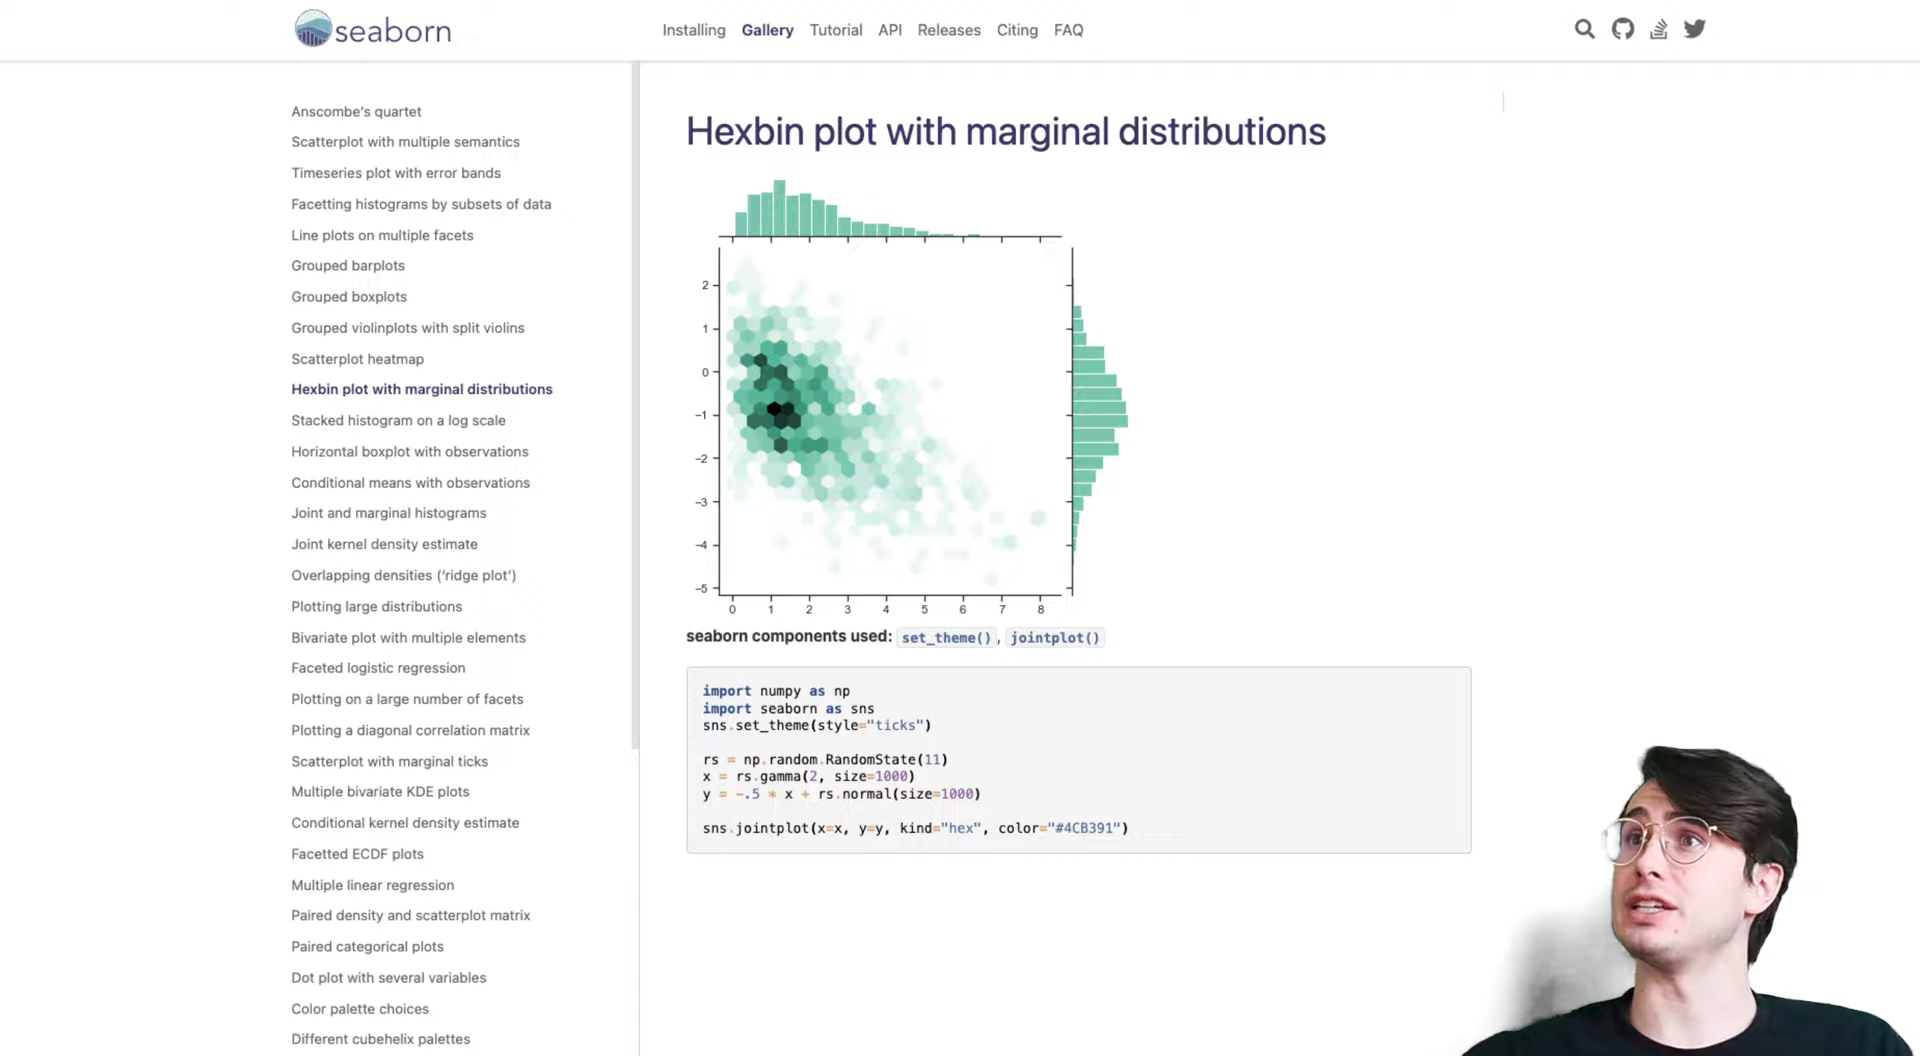 seaborn
Installing Gallery Tutorial API Releases Citing FAQ
Anscombe's quartet
Scatterplot with multiple semantics
Timeseries plot with error bands
Facetting histograms by subsets of data
Line plots on multiple facets
Grouped barplots
Grouped boxplots
Grouped violinplots with split violins
Scatterplot heatmap
Hexbin plot with marginal distributions
Stacked histogram on a log scale
Horizontal boxplot with observations
Conditional means with observations
Joint and marginal histograms
Joint kernel density estimate
Overlapping densities (‘ridge plot’)
Plotting large distributions
Bivariate plot with multiple elements
Faceted logistic regression
Plotting on a large number of facets
Plotting a diagonal correlation matrix
Scatterplot with marginal ticks
Multiple bivariate KDE plots
Conditional kernel density estimate
Facetted ECDF plots
Multiple linear regression
Paired density and scatterplot matrix
Paired categorical plots
Dot plot with several variables
Color palette choices
Different cubehelix palettes
Hexbin plot with marginal distributions
2
1
0
−1
−2
−3
−4
−5
0 1 2 3 4 5 6 7 8
seaborn components used: set_theme(), jointplot()
import numpy as np
import seaborn as sns
sns.set_theme(style="ticks")
rs = np.random.RandomState(11)
x = rs.gamma(2, size=1000)
y = -.5 * x + rs.normal(size=1000)
sns.jointplot(x=x, y=y, kind="hex", color="#4CB391")